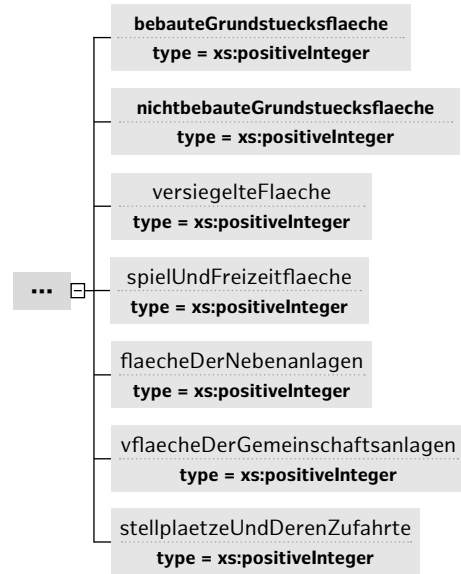 bebauteGrundstuecksflaeche
type = xs:positiveInteger
nichtbebauteGrundstuecksflaeche
type = xs:positiveInteger
versiegelteFlaeche
type = xs:positiveInteger
...
spielUndFreizeitflaeche
type = xs:positiveInteger
flaecheDerNebenanlagen
type = xs:positiveInteger
vflaecheDerGemeinschaftsanlagen
type = xs:positiveInteger
stellplaetzeUndDerenZufahrte
type = xs:positiveInteger